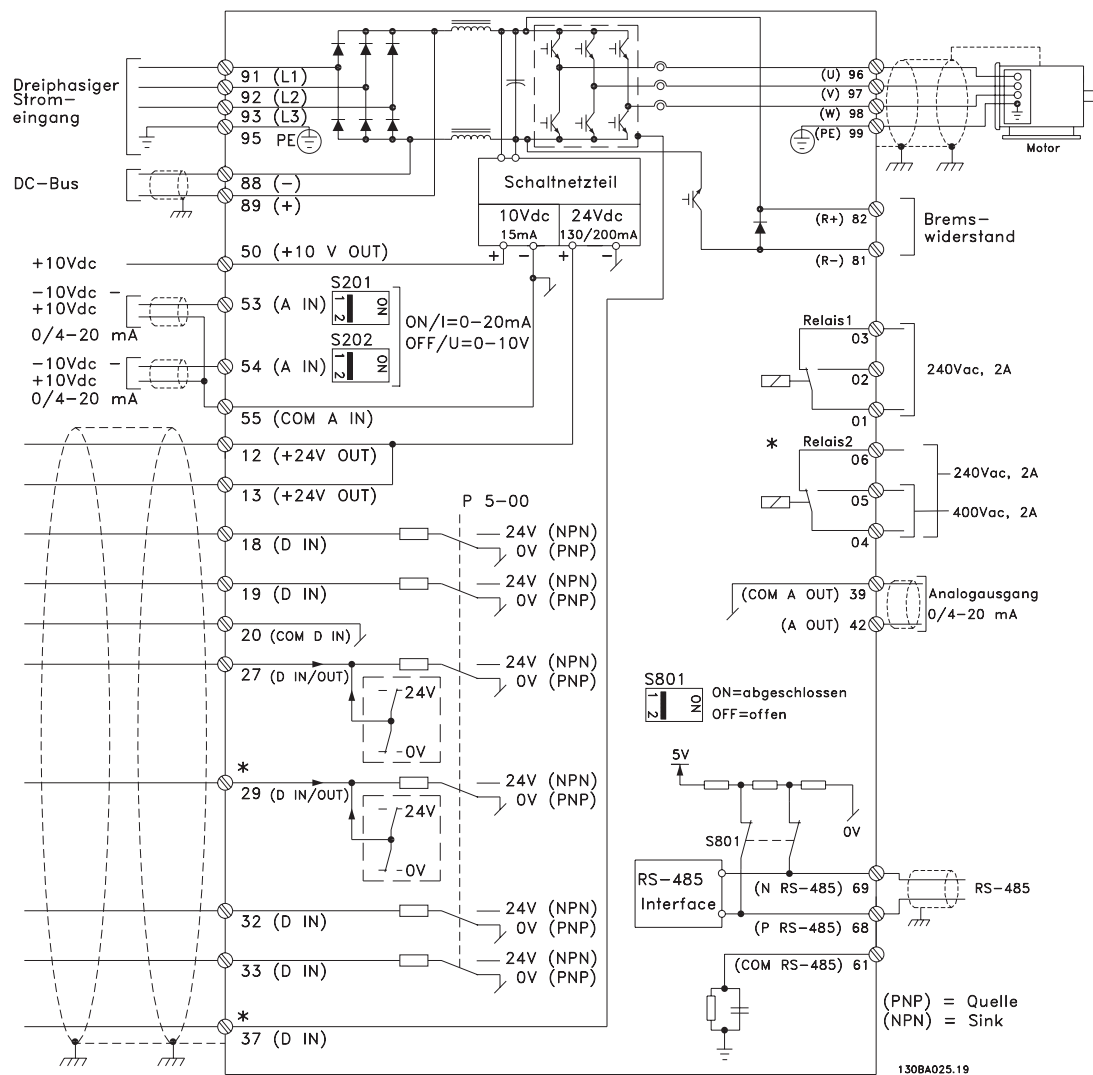 Dreiphasiger
Strom-
eingang
91 (L1)
92 (L2)
93 (L3)
95 PE
DC-Bus
88 (-)
89 (+)
+10Vdc
50 (+10 V OUT)
-10Vdc -
+10Vdc
0/4-20 mA
53 (A IN)
S201
1 2
ON
ON/I=0-20mA
OFF/U=0-10V
-10Vdc -
+10Vdc
0/4-20 mA
54 (A IN)
S202
1 2
ON
55 (COM A IN)
12 (+24V OUT)
13 (+24V OUT)
P 5-00
18 (D IN)
24V (NPN)
0V (PNP)
19 (D IN)
24V (NPN)
0V (PNP)
20 (COM D IN)
27 (D IN/OUT)
24V (NPN)
0V (PNP)
24V
0V
*
29 (D IN/OUT)
24V (NPN)
0V (PNP)
24V
0V
32 (D IN)
24V (NPN)
0V (PNP)
33 (D IN)
24V (NPN)
0V (PNP)
*
37 (D IN)
Schaltnetzteil
10Vdc
15mA
24Vdc
130/200mA
+ - + -
(U) 96
(V) 97
(W) 98
(PE) 99
Motor
(R+) 82
(R-) 81
Brems-
widerstand
Relais1
03
02
01
240Vac, 2A
*
Relais2
06
05
04
240Vac, 2A
400Vac, 2A
(COM A OUT) 39
(A OUT) 42
Analogausgang
0/4-20 mA
S801
1 2
ON
ON=abgeschlossen
OFF=offen
5V
S801
0V
RS-485
Interface
(N RS-485) 69
(P RS-485) 68
RS-485
(COM RS-485) 61
(PNP) = Quelle
(NPN) = Sink
130BA025.19